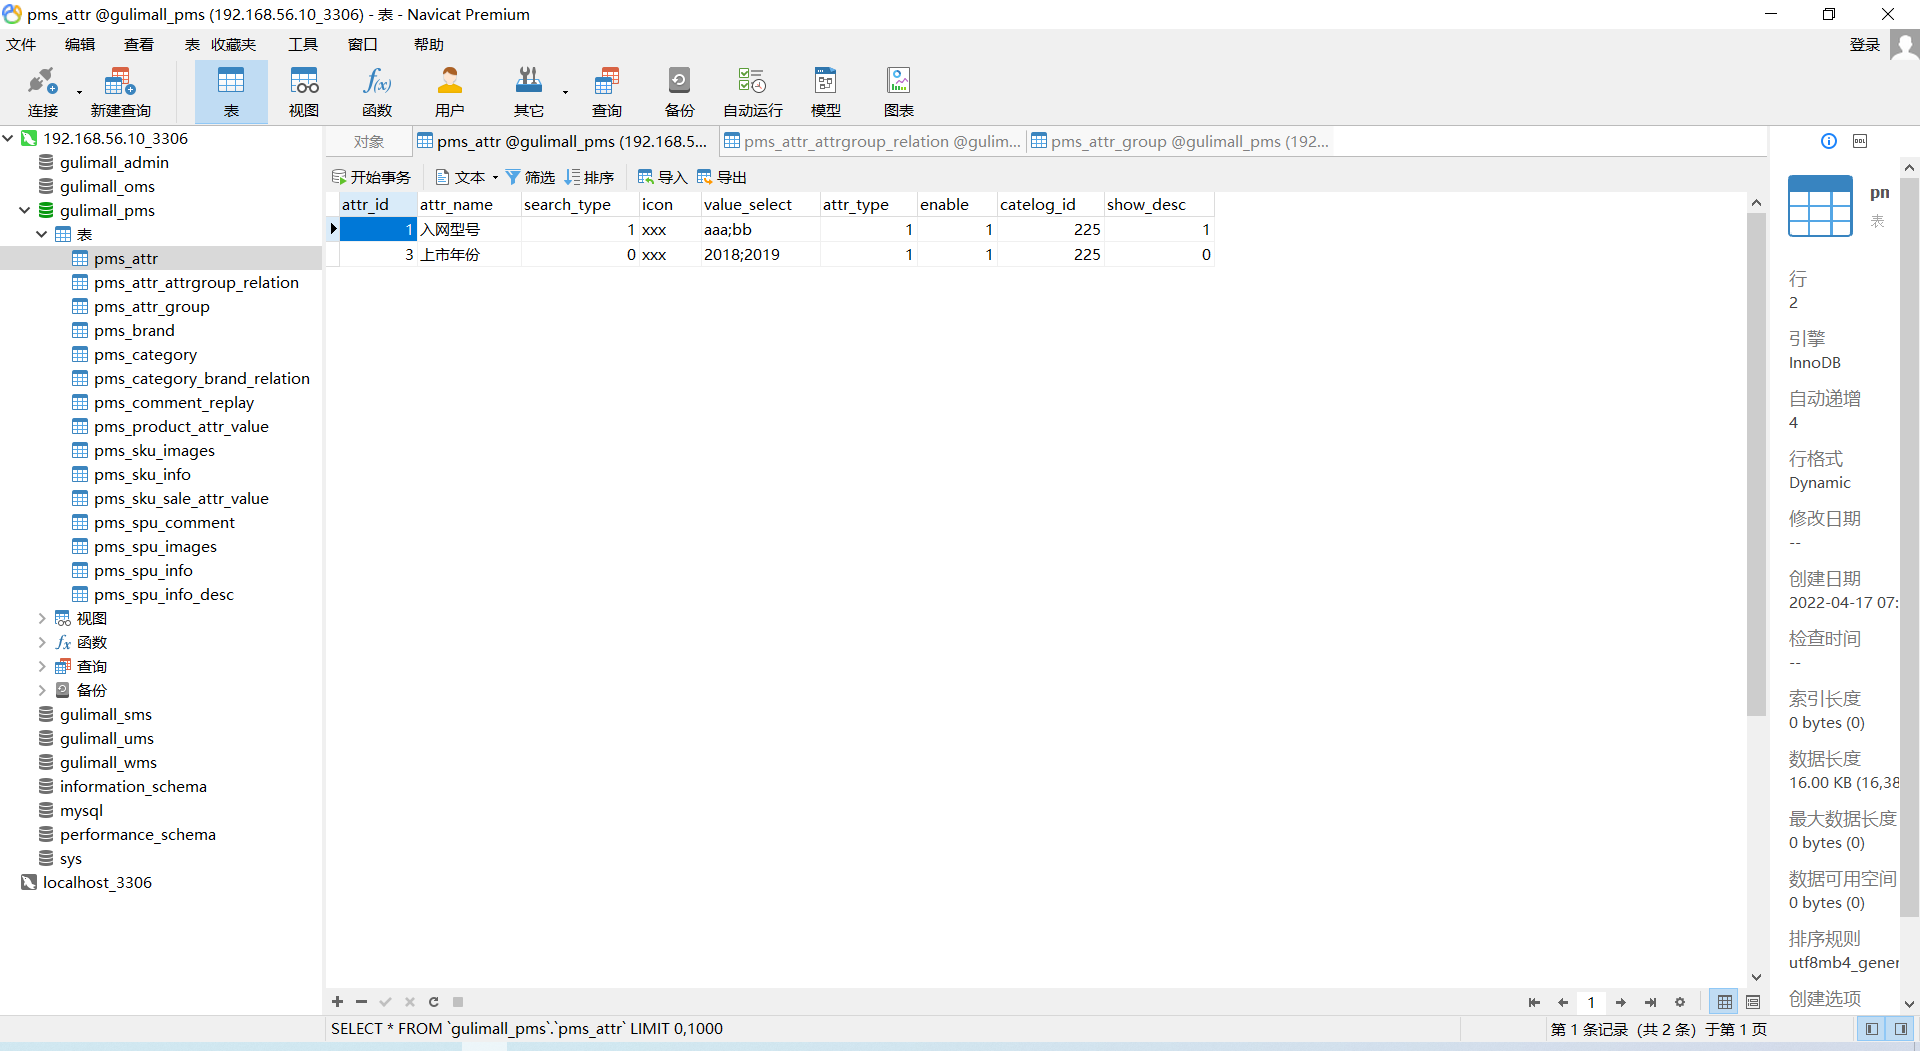 pms_attr @gulimall_pms (192.168.56.10_3306) - 表 - Navicat Premium
文件 编辑 查看 表 收藏夹 工具 窗口 帮助 登录
连接 新建查询 表 视图 函数 用户 其它 查询 备份 自动运行 模型 图表
192.168.56.10_3306
gulimall_admin
gulimall_oms
gulimall_pms
表
pms_attr
pms_attr_attrgroup_relation
pms_attr_group
pms_brand
pms_category
pms_category_brand_relation
pms_comment_replay
pms_product_attr_value
pms_sku_images
pms_sku_info
pms_sku_sale_attr_value
pms_spu_comment
pms_spu_images
pms_spu_info
pms_spu_info_desc
视图
函数
查询
备份
gulimall_sms
gulimall_ums
gulimall_wms
information_schema
mysql
performance_schema
sys
localhost_3306
对象 pms_attr @gulimall_pms (192.168.5... pms_attr_attrgroup_relation @gulim... pms_attr_group @gulimall_pms (192...
开始事务 文本 筛选 排序 导入 导出
attr_id attr_name search_type icon value_select attr_type enable catelog_id show_desc
1 入网型号 1 xxx aaa;bb 1 1 225 1
3 上市年份 0 xxx 2018;2019 1 1 225 0
1
SELECT * FROM `gulimall_pms`.`pms_attr` LIMIT 0,1000
第 1 条记录 (共 2 条) 于第 1 页
DDL
pn
表
行
2
引擎
InnoDB
自动递增
4
行格式
Dynamic
修改日期
--
创建日期
2022-04-17 07:
检查时间
--
索引长度
0 bytes (0)
数据长度
16.00 KB (16,38
最大数据长度
0 bytes (0)
数据可用空间
0 bytes (0)
排序规则
utf8mb4_gener
创建选项